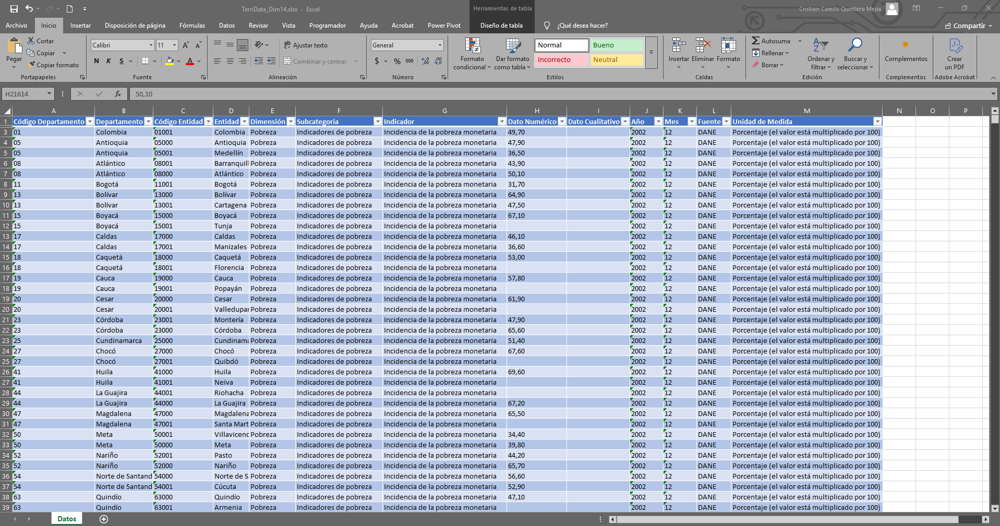 TerriData_Dim14.xlsx - Excel
Herramientas de tabla
Cristian Camilo Quintero Mejia
Archivo Inicio Insertar Disposición de página Fórmulas Datos Revisar Vista Programador Ayuda Acrobat Power Pivot Diseño de tabla ¿Qué desea hacer? Compartir
Pegar
Cortar
Copiar
Copiar formato
Portapapeles
Calibri 11
N K S
Fuente
Ajustar texto
Combinar y centrar
Alineación
General
$ % 000
Número
Formato condicional
Dar formato como tabla
Normal Bueno
Incorrecto Neutral
Estilos
Insertar Eliminar Formato
Celdas
Autosuma
Rellenar
Borrar
Ordenar y filtrar
Buscar y seleccionar
Edición
Complementos
Complementos
Crear un PDF
Adobe Acrobat
H21614 fx 50,10
A B C D E F G H I J K L M N O P
1 Código Departamento Departamento Código Entidad Entidad Dimensión Subcategoría Indicador Dato Numérico Dato Cualitativo Año Mes Fuente Unidad de Medida
3 01 Colombia 01001 Colombia Pobreza Indicadores de pobreza Incidencia de la pobreza monetaria 49,70 2002 12 DANE Porcentaje (el valor está multiplicado por 100)
4 05 Antioquia 05000 Antioquia Pobreza Indicadores de pobreza Incidencia de la pobreza monetaria 47,90 2002 12 DANE Porcentaje (el valor está multiplicado por 100)
5 05 Antioquia 05001 Medellín Pobreza Indicadores de pobreza Incidencia de la pobreza monetaria 36,50 2002 12 DANE Porcentaje (el valor está multiplicado por 100)
6 08 Atlántico 08001 Barranquil Pobreza Indicadores de pobreza Incidencia de la pobreza monetaria 43,90 2002 12 DANE Porcentaje (el valor está multiplicado por 100)
7 08 Atlántico 08000 Atlántico Pobreza Indicadores de pobreza Incidencia de la pobreza monetaria 50,10 2002 12 DANE Porcentaje (el valor está multiplicado por 100)
8 11 Bogotá 11001 Bogotá Pobreza Indicadores de pobreza Incidencia de la pobreza monetaria 31,70 2002 12 DANE Porcentaje (el valor está multiplicado por 100)
9 13 Bolívar 13000 Bolívar Pobreza Indicadores de pobreza Incidencia de la pobreza monetaria 64,90 2002 12 DANE Porcentaje (el valor está multiplicado por 100)
10 13 Bolívar 13001 Cartagena Pobreza Indicadores de pobreza Incidencia de la pobreza monetaria 47,50 2002 12 DANE Porcentaje (el valor está multiplicado por 100)
11 15 Boyacá 15000 Boyacá Pobreza Indicadores de pobreza Incidencia de la pobreza monetaria 67,10 2002 12 DANE Porcentaje (el valor está multiplicado por 100)
12 15 Boyacá 15001 Tunja Pobreza Indicadores de pobreza Incidencia de la pobreza monetaria 2002 12 DANE Porcentaje (el valor está multiplicado por 100)
13 17 Caldas 17000 Caldas Pobreza Indicadores de pobreza Incidencia de la pobreza monetaria 46,10 2002 12 DANE Porcentaje (el valor está multiplicado por 100)
14 17 Caldas 17001 Manizales Pobreza Indicadores de pobreza Incidencia de la pobreza monetaria 36,60 2002 12 DANE Porcentaje (el valor está multiplicado por 100)
15 18 Caquetá 18000 Caquetá Pobreza Indicadores de pobreza Incidencia de la pobreza monetaria 53,00 2002 12 DANE Porcentaje (el valor está multiplicado por 100)
16 18 Caquetá 18001 Florencia Pobreza Indicadores de pobreza Incidencia de la pobreza monetaria 2002 12 DANE Porcentaje (el valor está multiplicado por 100)
17 19 Cauca 19000 Cauca Pobreza Indicadores de pobreza Incidencia de la pobreza monetaria 57,80 2002 12 DANE Porcentaje (el valor está multiplicado por 100)
18 19 Cauca 19001 Popayán Pobreza Indicadores de pobreza Incidencia de la pobreza monetaria 2002 12 DANE Porcentaje (el valor está multiplicado por 100)
19 20 Cesar 20000 Cesar Pobreza Indicadores de pobreza Incidencia de la pobreza monetaria 61,90 2002 12 DANE Porcentaje (el valor está multiplicado por 100)
20 20 Cesar 20001 Valledupar Pobreza Indicadores de pobreza Incidencia de la pobreza monetaria 2002 12 DANE Porcentaje (el valor está multiplicado por 100)
21 23 Córdoba 23001 Montería Pobreza Indicadores de pobreza Incidencia de la pobreza monetaria 47,90 2002 12 DANE Porcentaje (el valor está multiplicado por 100)
22 23 Córdoba 23000 Córdoba Pobreza Indicadores de pobreza Incidencia de la pobreza monetaria 65,60 2002 12 DANE Porcentaje (el valor está multiplicado por 100)
23 25 Cundinamarca 25000 Cundinama Pobreza Indicadores de pobreza Incidencia de la pobreza monetaria 51,40 2002 12 DANE Porcentaje (el valor está multiplicado por 100)
24 27 Chocó 27000 Chocó Pobreza Indicadores de pobreza Incidencia de la pobreza monetaria 67,60 2002 12 DANE Porcentaje (el valor está multiplicado por 100)
25 27 Chocó 27001 Quibdó Pobreza Indicadores de pobreza Incidencia de la pobreza monetaria 2002 12 DANE Porcentaje (el valor está multiplicado por 100)
26 41 Huila 41000 Huila Pobreza Indicadores de pobreza Incidencia de la pobreza monetaria 69,60 2002 12 DANE Porcentaje (el valor está multiplicado por 100)
27 41 Huila 41001 Neiva Pobreza Indicadores de pobreza Incidencia de la pobreza monetaria 2002 12 DANE Porcentaje (el valor está multiplicado por 100)
28 44 La Guajira 44001 Riohacha Pobreza Indicadores de pobreza Incidencia de la pobreza monetaria 2002 12 DANE Porcentaje (el valor está multiplicado por 100)
29 44 La Guajira 44000 La Guajira Pobreza Indicadores de pobreza Incidencia de la pobreza monetaria 67,20 2002 12 DANE Porcentaje (el valor está multiplicado por 100)
30 47 Magdalena 47000 Magdalena Pobreza Indicadores de pobreza Incidencia de la pobreza monetaria 65,50 2002 12 DANE Porcentaje (el valor está multiplicado por 100)
31 47 Magdalena 47001 Santa Mart Pobreza Indicadores de pobreza Incidencia de la pobreza monetaria 2002 12 DANE Porcentaje (el valor está multiplicado por 100)
32 50 Meta 50001 Villavicenc Pobreza Indicadores de pobreza Incidencia de la pobreza monetaria 34,40 2002 12 DANE Porcentaje (el valor está multiplicado por 100)
33 50 Meta 50000 Meta Pobreza Indicadores de pobreza Incidencia de la pobreza monetaria 39,80 2002 12 DANE Porcentaje (el valor está multiplicado por 100)
34 52 Nariño 52001 Pasto Pobreza Indicadores de pobreza Incidencia de la pobreza monetaria 44,20 2002 12 DANE Porcentaje (el valor está multiplicado por 100)
35 52 Nariño 52000 Nariño Pobreza Indicadores de pobreza Incidencia de la pobreza monetaria 65,70 2002 12 DANE Porcentaje (el valor está multiplicado por 100)
36 54 Norte de Santand 54000 Norte de S Pobreza Indicadores de pobreza Incidencia de la pobreza monetaria 56,60 2002 12 DANE Porcentaje (el valor está multiplicado por 100)
37 54 Norte de Santand 54001 Cúcuta Pobreza Indicadores de pobreza Incidencia de la pobreza monetaria 52,90 2002 12 DANE Porcentaje (el valor está multiplicado por 100)
38 63 Quindío 63000 Quindío Pobreza Indicadores de pobreza Incidencia de la pobreza monetaria 47,10 2002 12 DANE Porcentaje (el valor está multiplicado por 100)
39 63 Quindío 63001 Armenia Pobreza Indicadores de pobreza Incidencia de la pobreza monetaria 2002 12 DANE Porcentaje (el valor está multiplicado por 100)
Datos